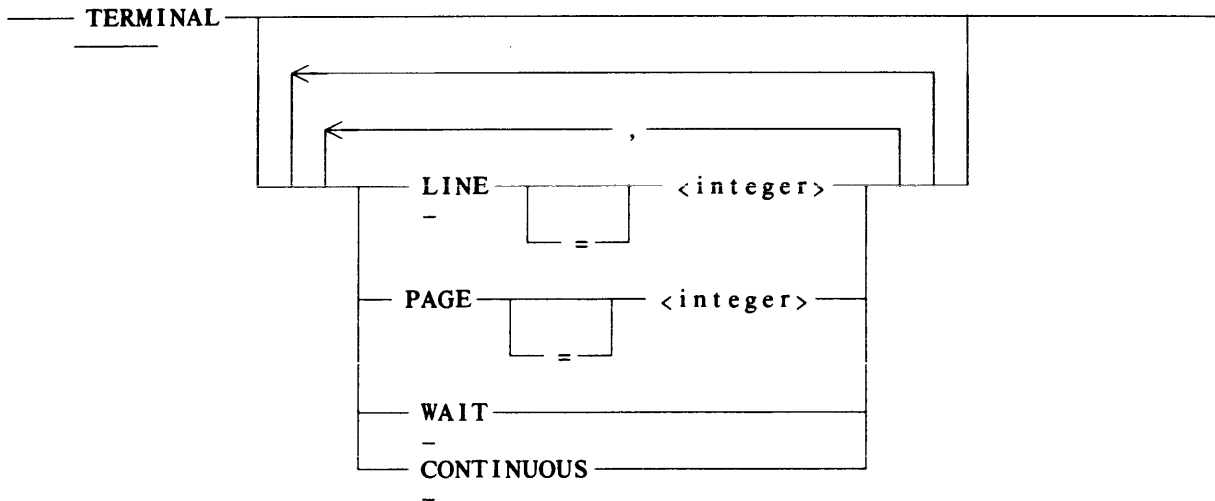 TERMINAL
,
LINE = <integer>
PAGE = <integer>
WAIT
CONTINUOUS